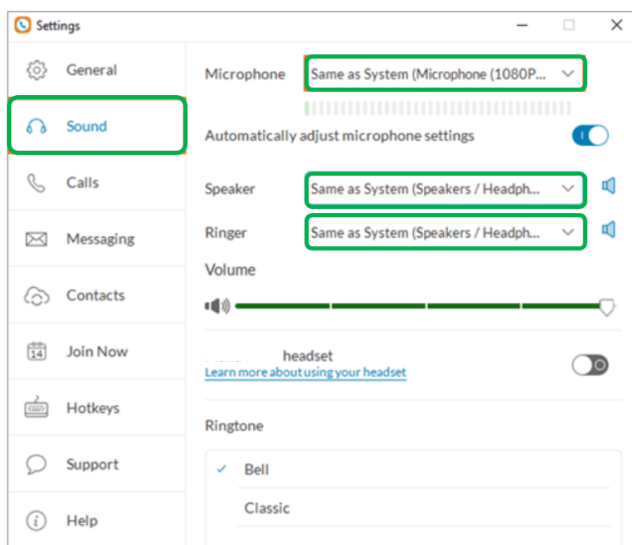 Settings
General
Sound
Calls
Messaging
Contacts
14
Join Now
Hotkeys
Support
Help
Microphone
Same as System (Microphone (1080P...
Automatically adjust microphone settings
Speaker
Same as System (Speakers / Headph...
Ringer
Same as System (Speakers / Headph...
Volume
headset
Learn more about using your headset
Ringtone
Bell
Classic